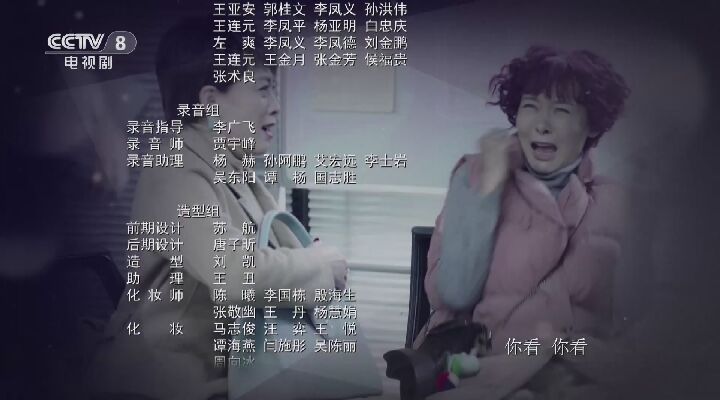 CCTV 8
电视剧
王亚安 郭桂文 李凤义 孙洪伟
王连元 李凤平 杨亚明 白忠庆
左 爽 李凤义 李凤德 刘金鹏
王连元 王金月 张金芳 侯福贵
张术良
录音组
录音指导 李广飞
录 音 师 贾宇峰
录音助理 杨 赫 孙阿鹏 艾宏远 李士岩
吴东阳 谭 杨 国志胜
造型组
前期设计 苏 航
后期设计 唐子昕
造 型 刘 凯
助 理 王 丑
化 妆 师 陈 曦 李国栋 殷海生
张敬幽 王 丹 杨慧娟
化 妆 马志俊 汪 弈 王 悦
谭海燕 闫施彤 吴陈丽
周向冰
你看 你看